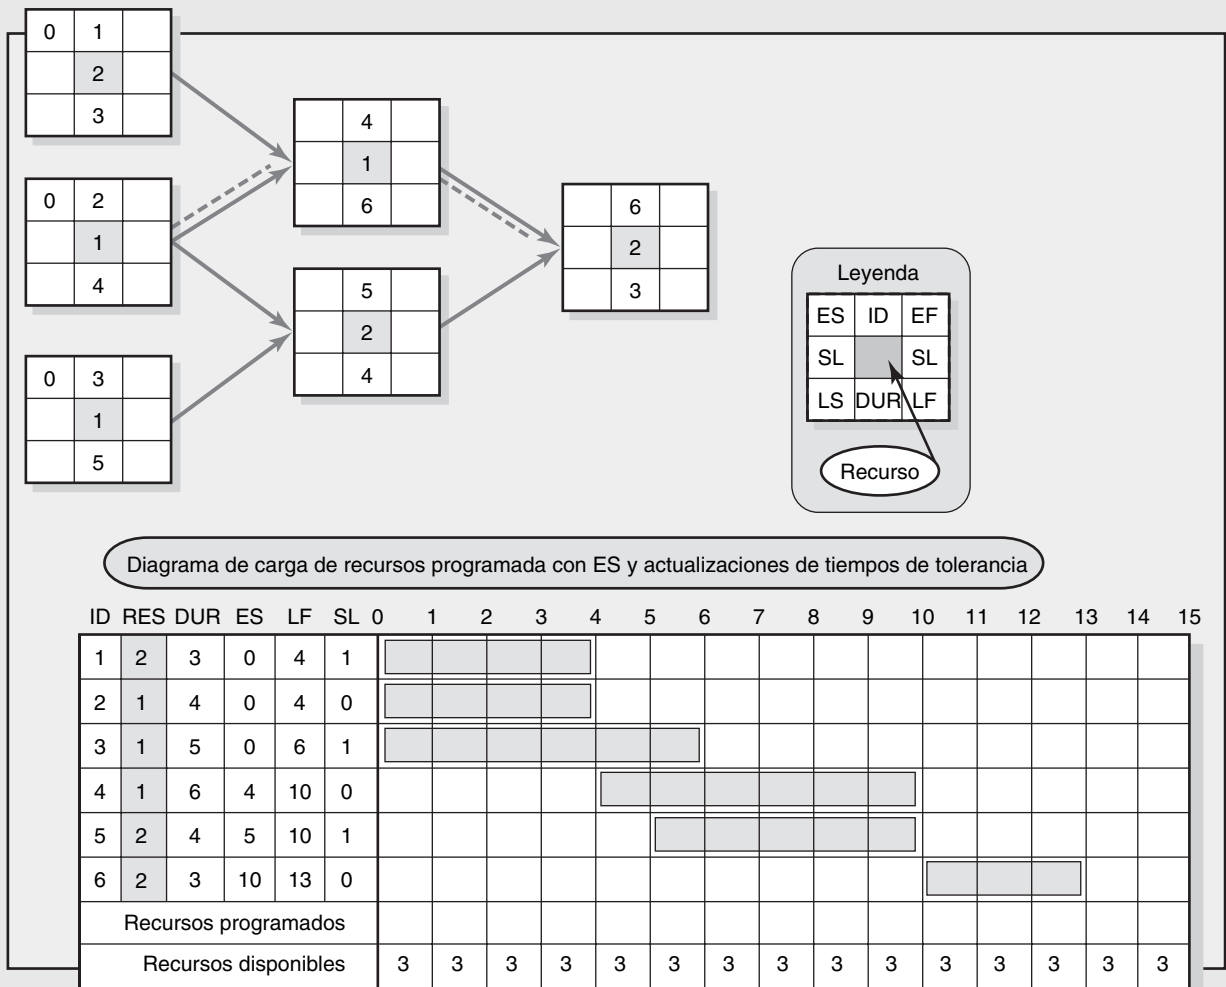 0 1
2
3
0 2
1
4
0 3
1
5
4
1
6
5
2
4
6
2
3
Leyenda
ES ID EF
SL SL
LS DUR LF
Recurso
Diagrama de carga de recursos programada con ES y actualizaciones de tiempos de tolerancia
ID RES DUR ES LF SL 0 1 2 3 4 5 6 7 8 9 10 11 12 13 14 15
1 2 3 0 4 1
2 1 4 0 4 0
3 1 5 0 6 1
4 1 6 4 10 0
5 2 4 5 10 1
6 2 3 10 13 0
Recursos programados
Recursos disponibles 3 3 3 3 3 3 3 3 3 3 3 3 3 3 3